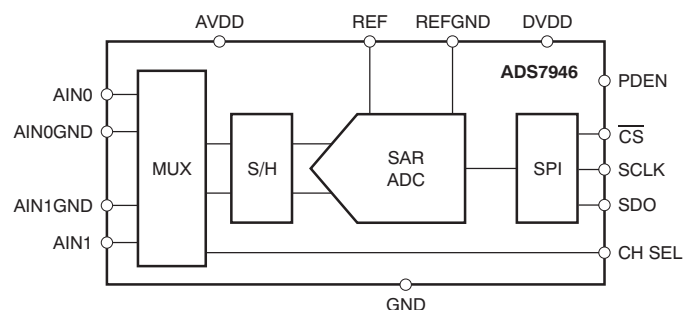 AVDD REF REFGND DVDD
ADS7946
PDEN
AIN0
AIN0GND
AIN1GND
AIN1
MUX
S/H
SAR
ADC
SPI
CS
SCLK
SDO
CH SEL
GND